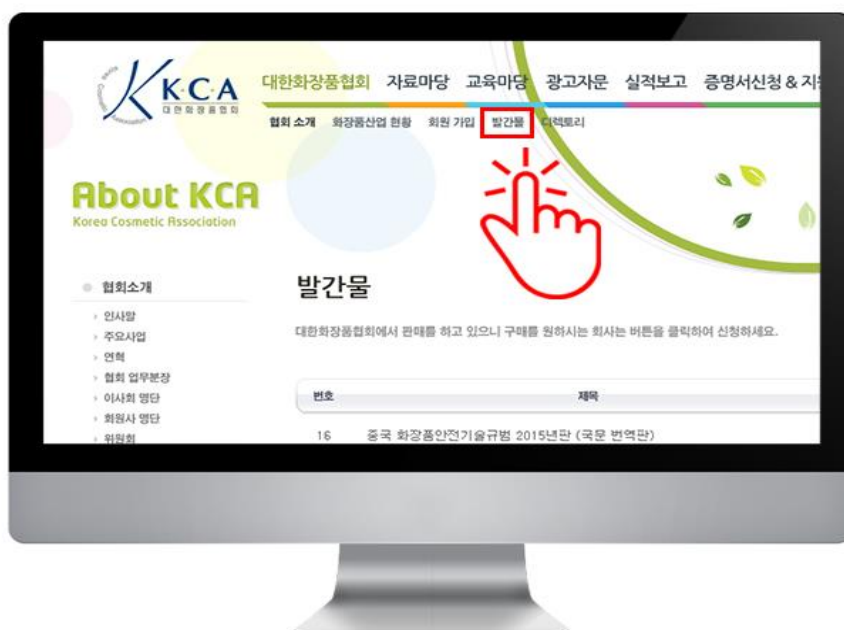 K·C·A
대한화장품협회
대한화장품협회 자료마당 교육마당 광고자문 실적보고 증명서신청 & 지원
협회 소개 화장품산업 현황 회원 가입 발간물 디렉토리
About KCA
Korea Cosmetic Association
협회소개
인사말
주요사업
연혁
협회 업무분장
이사회 명단
회원사 명단
위원회
발간물
대한화장품협회에서 판매를 하고 있으니 구매를 원하시는 회사는 버튼을 클릭하여 신청하세요.
번호 제목
16 중국 화장품안전기술규범 2015년판 (국문 번역판)